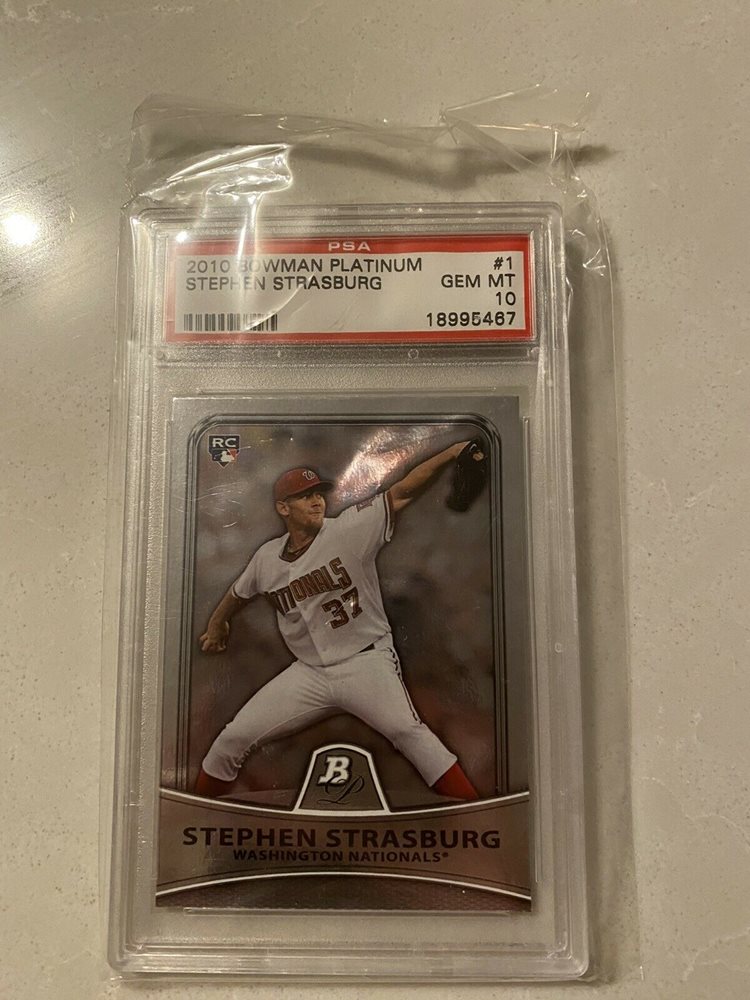 PSA
2010 BOWMAN PLATINUM #1
STEPHEN STRASBURG GEM MT
10
18995467
RC
NATIONALS
37
B
P
STEPHEN STRASBURG
WASHINGTON NATIONALS®